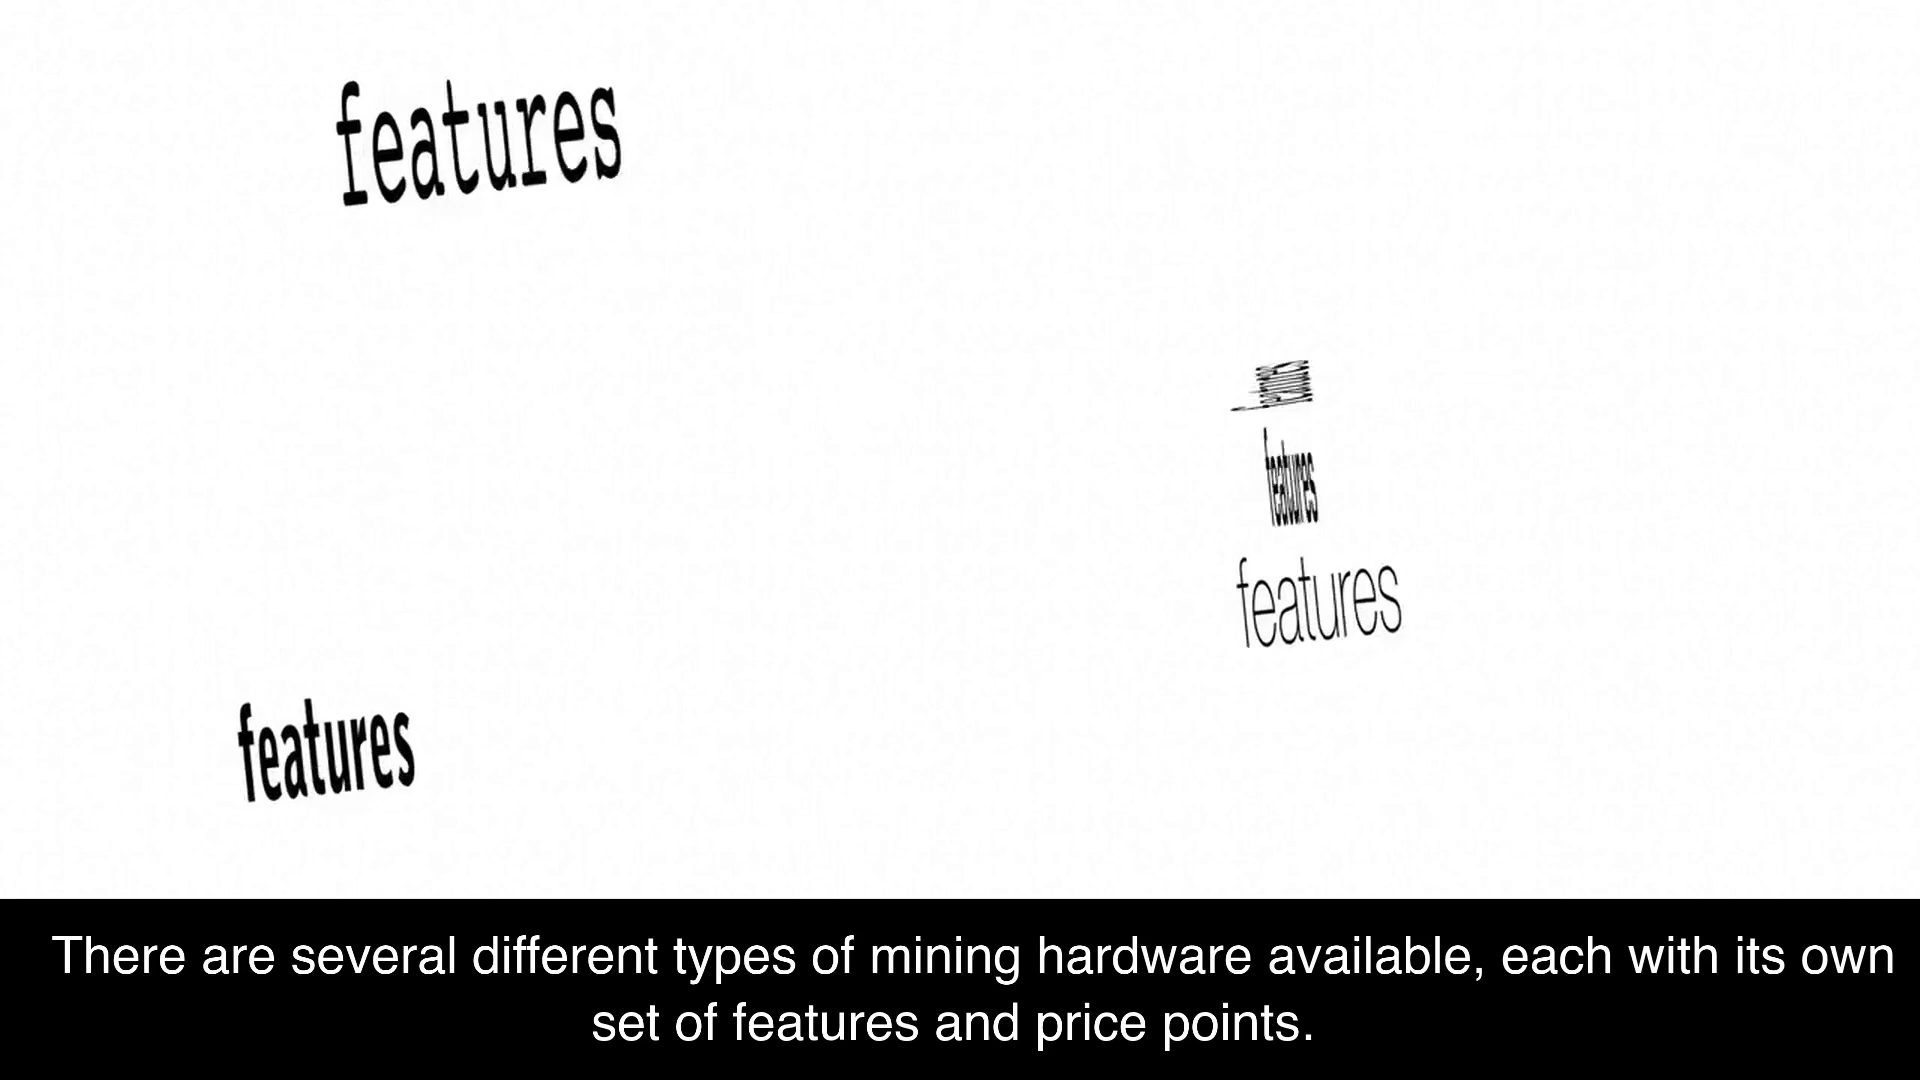 features
features
features
features
There are several different types of mining hardware available, each with its own
set of features and price points.